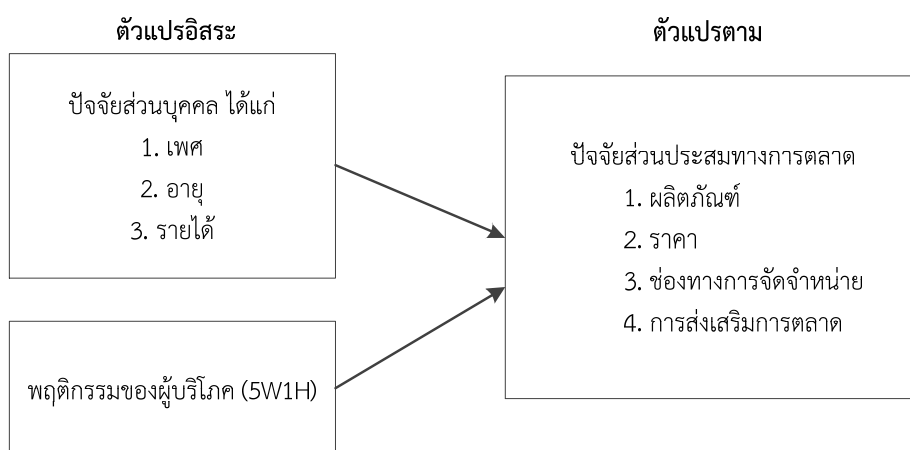 ตัวแปรอิสระ
ปัจจัยส่วนบุคคล ได้แก่
1. เพศ
2. อายุ
3. รายได้
พฤติกรรมของผู้บริโภค (5W1H)
ตัวแปรตาม
ปัจจัยส่วนประสมทางการตลาด
1. ผลิตภัณฑ์
2. ราคา
3. ช่องทางการจัดจำหน่าย
4. การส่งเสริมการตลาด